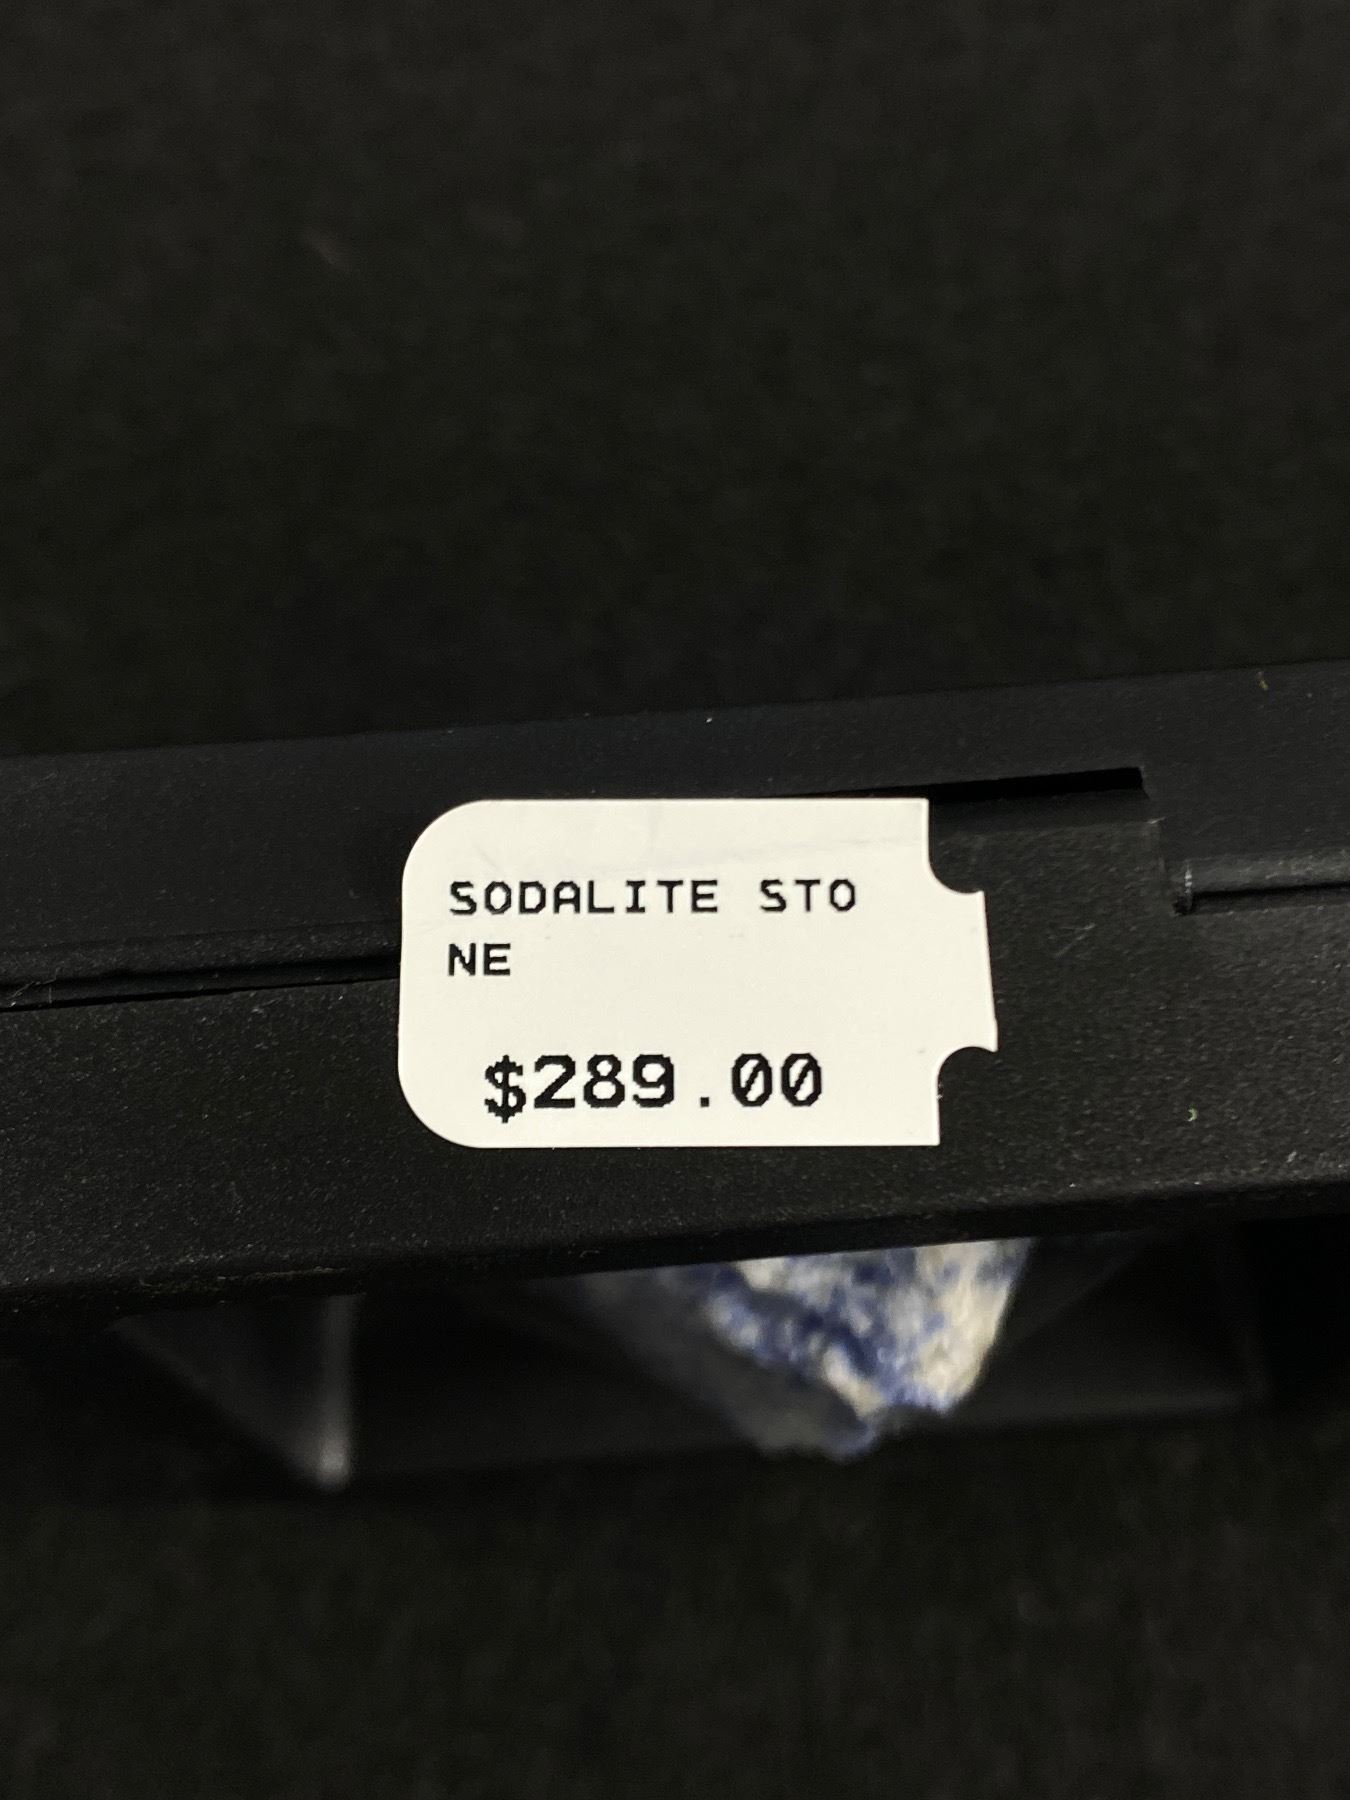 SODALITE STO
NE
$289.00